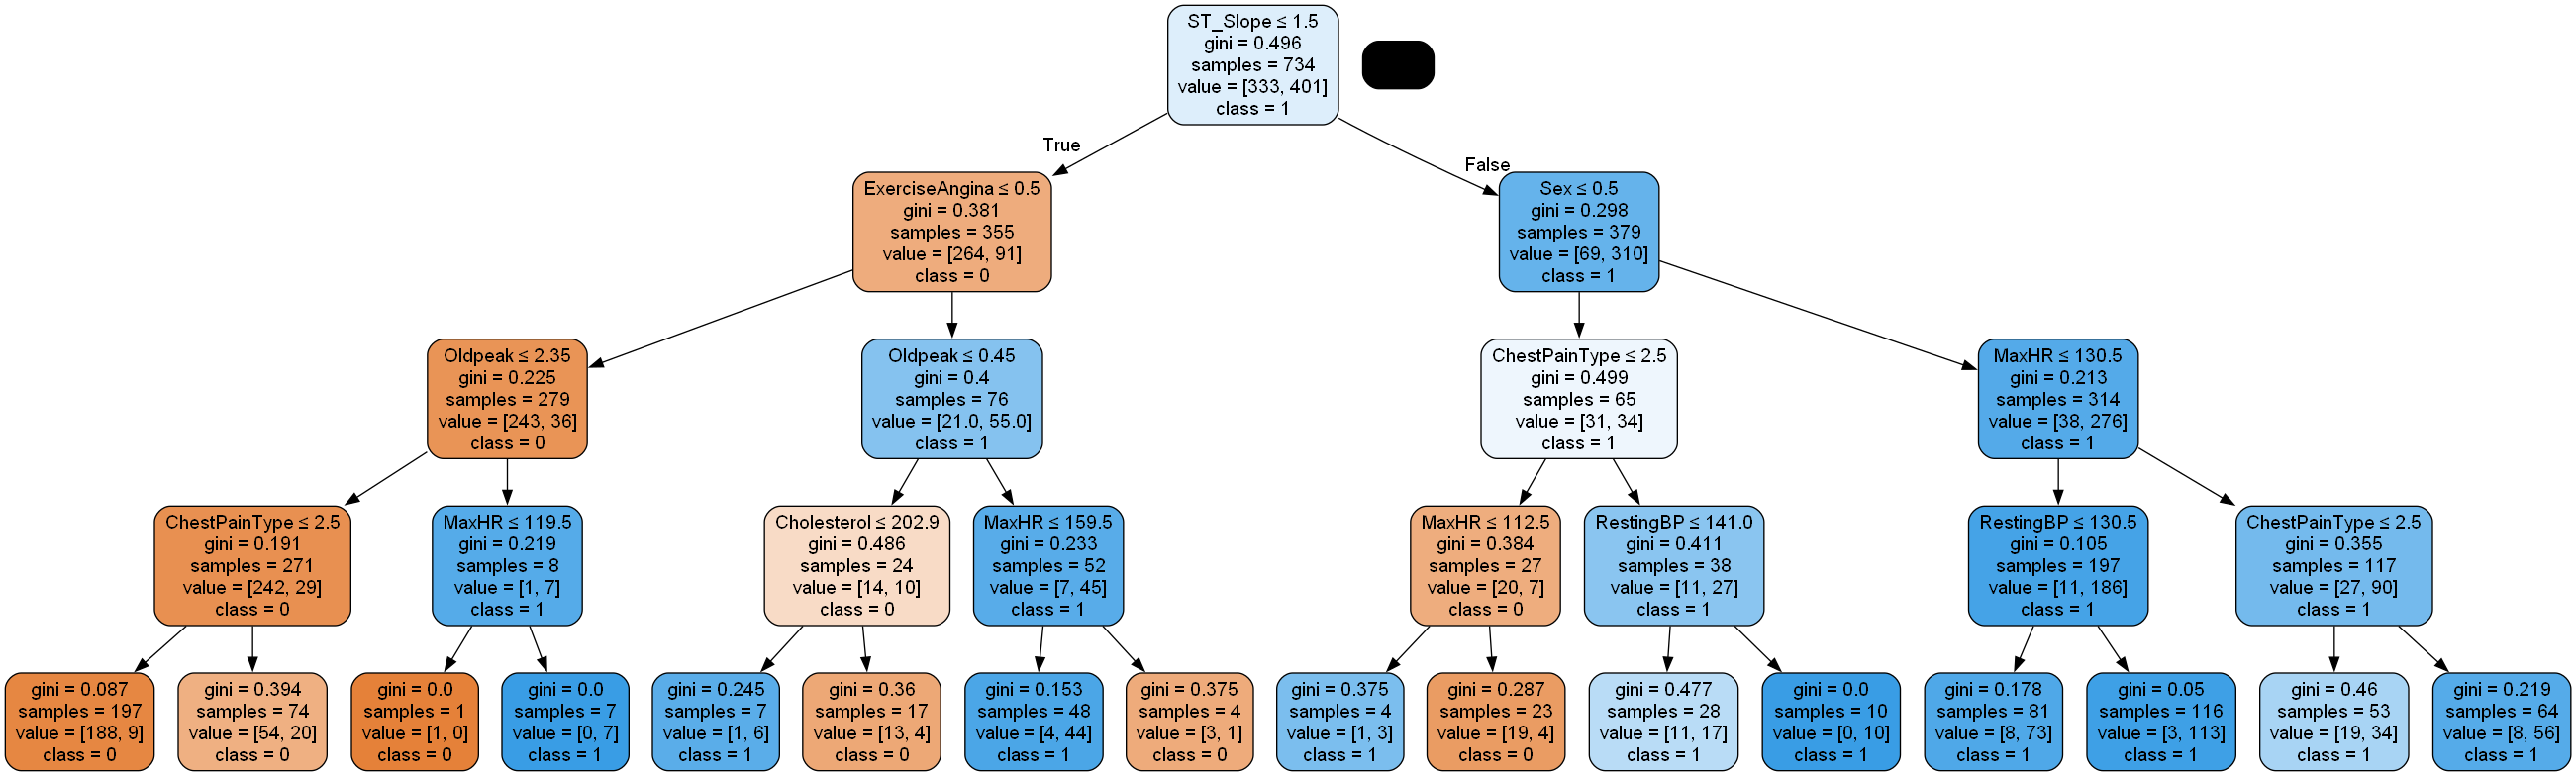 ST_Slope ≤ 1.5
gini = 0.496
samples = 734
value = [333, 401]
class = 1
True
False
ExerciseAngina ≤ 0.5
gini = 0.381
samples = 355
value = [264, 91]
class = 0
Sex ≤ 0.5
gini = 0.298
samples = 379
value = [69, 310]
class = 1
Oldpeak ≤ 2.35
gini = 0.225
samples = 279
value = [243, 36]
class = 0
Oldpeak ≤ 0.45
gini = 0.4
samples = 76
value = [21.0, 55.0]
class = 1
ChestPainType ≤ 2.5
gini = 0.499
samples = 65
value = [31, 34]
class = 1
MaxHR ≤ 130.5
gini = 0.213
samples = 314
value = [38, 276]
class = 1
ChestPainType ≤ 2.5
gini = 0.191
samples = 271
value = [242, 29]
class = 0
MaxHR ≤ 119.5
gini = 0.219
samples = 8
value = [1, 7]
class = 1
Cholesterol ≤ 202.9
gini = 0.486
samples = 24
value = [14, 10]
class = 0
MaxHR ≤ 159.5
gini = 0.233
samples = 52
value = [7, 45]
class = 1
MaxHR ≤ 112.5
gini = 0.384
samples = 27
value = [20, 7]
class = 0
RestingBP ≤ 141.0
gini = 0.411
samples = 38
value = [11, 27]
class = 1
RestingBP ≤ 130.5
gini = 0.105
samples = 197
value = [11, 186]
class = 1
ChestPainType ≤ 2.5
gini = 0.355
samples = 117
value = [27, 90]
class = 1
gini = 0.087
samples = 197
value = [188, 9]
class = 0
gini = 0.394
samples = 74
value = [54, 20]
class = 0
gini = 0.0
samples = 1
value = [1, 0]
class = 0
gini = 0.0
samples = 7
value = [0, 7]
class = 1
gini = 0.245
samples = 7
value = [1, 6]
class = 1
gini = 0.36
samples = 17
value = [13, 4]
class = 0
gini = 0.153
samples = 48
value = [4, 44]
class = 1
gini = 0.375
samples = 4
value = [3, 1]
class = 0
gini = 0.375
samples = 4
value = [1, 3]
class = 1
gini = 0.287
samples = 23
value = [19, 4]
class = 0
gini = 0.477
samples = 28
value = [11, 17]
class = 1
gini = 0.0
samples = 10
value = [0, 10]
class = 1
gini = 0.178
samples = 81
value = [8, 73]
class = 1
gini = 0.05
samples = 116
value = [3, 113]
class = 1
gini = 0.46
samples = 53
value = [19, 34]
class = 1
gini = 0.219
samples = 64
value = [8, 56]
class = 1